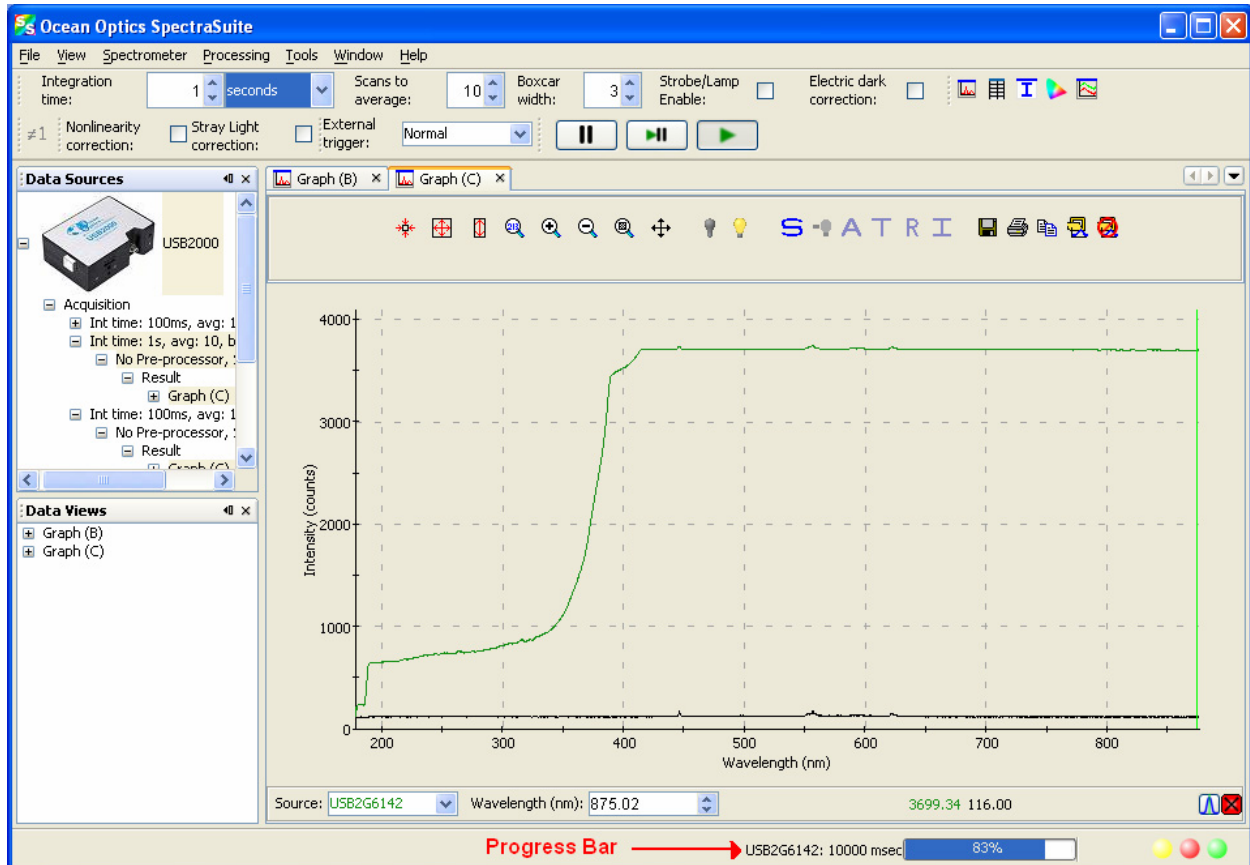 Ocean Optics SpectraSuite
File View Spectrometer Processing Tools Window Help
Integration time: 1 seconds Scans to average: 10 Boxcar width: 3 Strobe/Lamp Enable: Electric dark correction:
≠1 Nonlinearity correction: Stray Light correction: External trigger: Normal
Data Sources
USB2000
Acquisition
Int time: 100ms, avg: 1
Int time: 1s, avg: 10, b
No Pre-processor, 
Result
Graph (C)
Int time: 100ms, avg: 1
No Pre-processor, 
Result
Graph (C)
Data Views
Graph (B)
Graph (C)
Graph (B) Graph (C)
S A T R I
4000
3000
2000
1000
0
Intensity (counts)
200 300 400 500 600 700 800
Wavelength (nm)
Source: USB2G6142 Wavelength (nm): 875.02 3699.34 116.00
Progress Bar USB2G6142: 10000 msec 83%